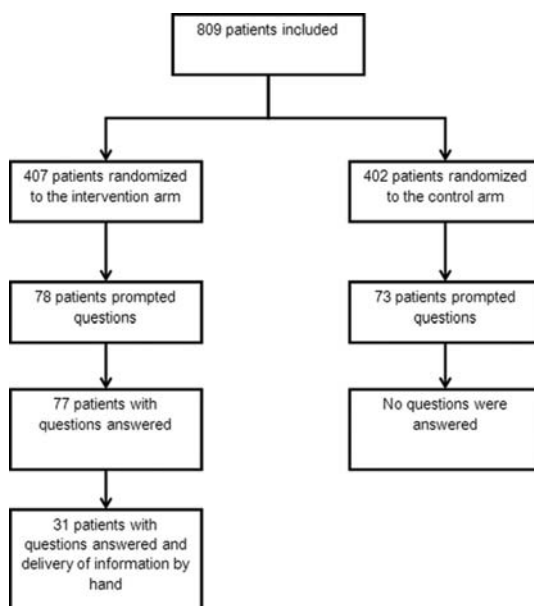 809 patients included
407 patients randomized
to the intervention arm
402 patients randomized
to the control arm
78 patients prompted
questions
73 patients prompted
questions
77 patients with
questions answered
No questions were
answered
31 patients with
questions answered and
delivery of information by
hand